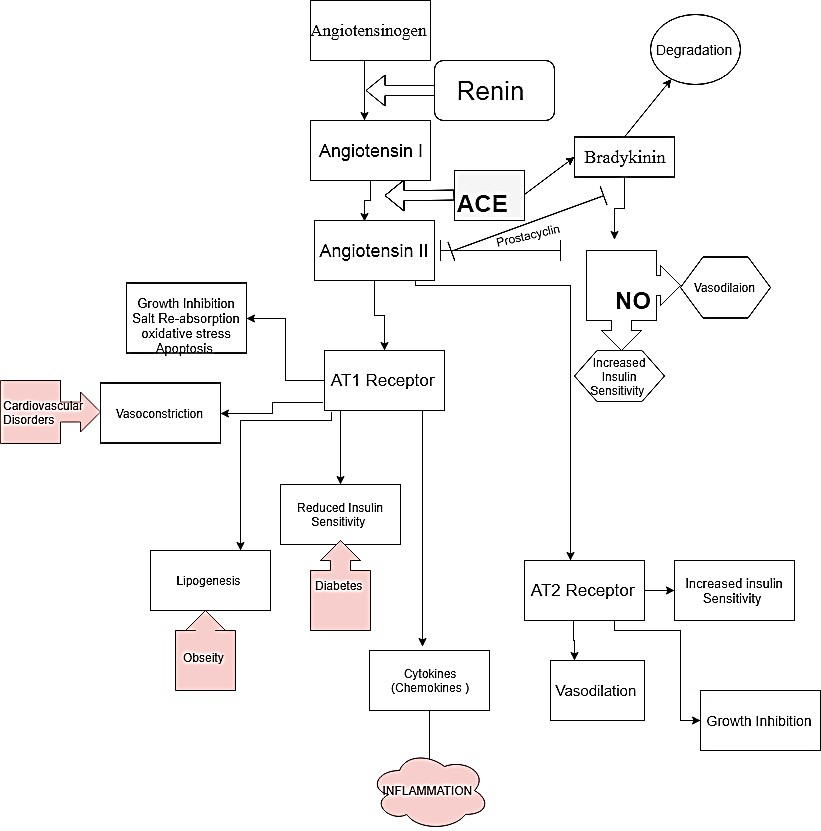 Angiotensinogen
Degradation
Renin
Angiotensin I
Bradykinin
ACE
Prostacyclin
Angiotensin II
NO
Vasodilaion
Growth Inhibition
Salt Re-absorption
oxidative stress
Apoptosis
Increased
Insulin
Sensitivity
AT1 Receptor
Cardiovascular
Disorders
Vasoconstriction
Reduced Insulin
Sensitivity
Lipogenesis
Diabetes
AT2 Receptor
Increased insulin
Sensitivity
Obseity
Cytokines
(Chemokines )
Vasodilation
Growth Inhibition
INFLAMMATION